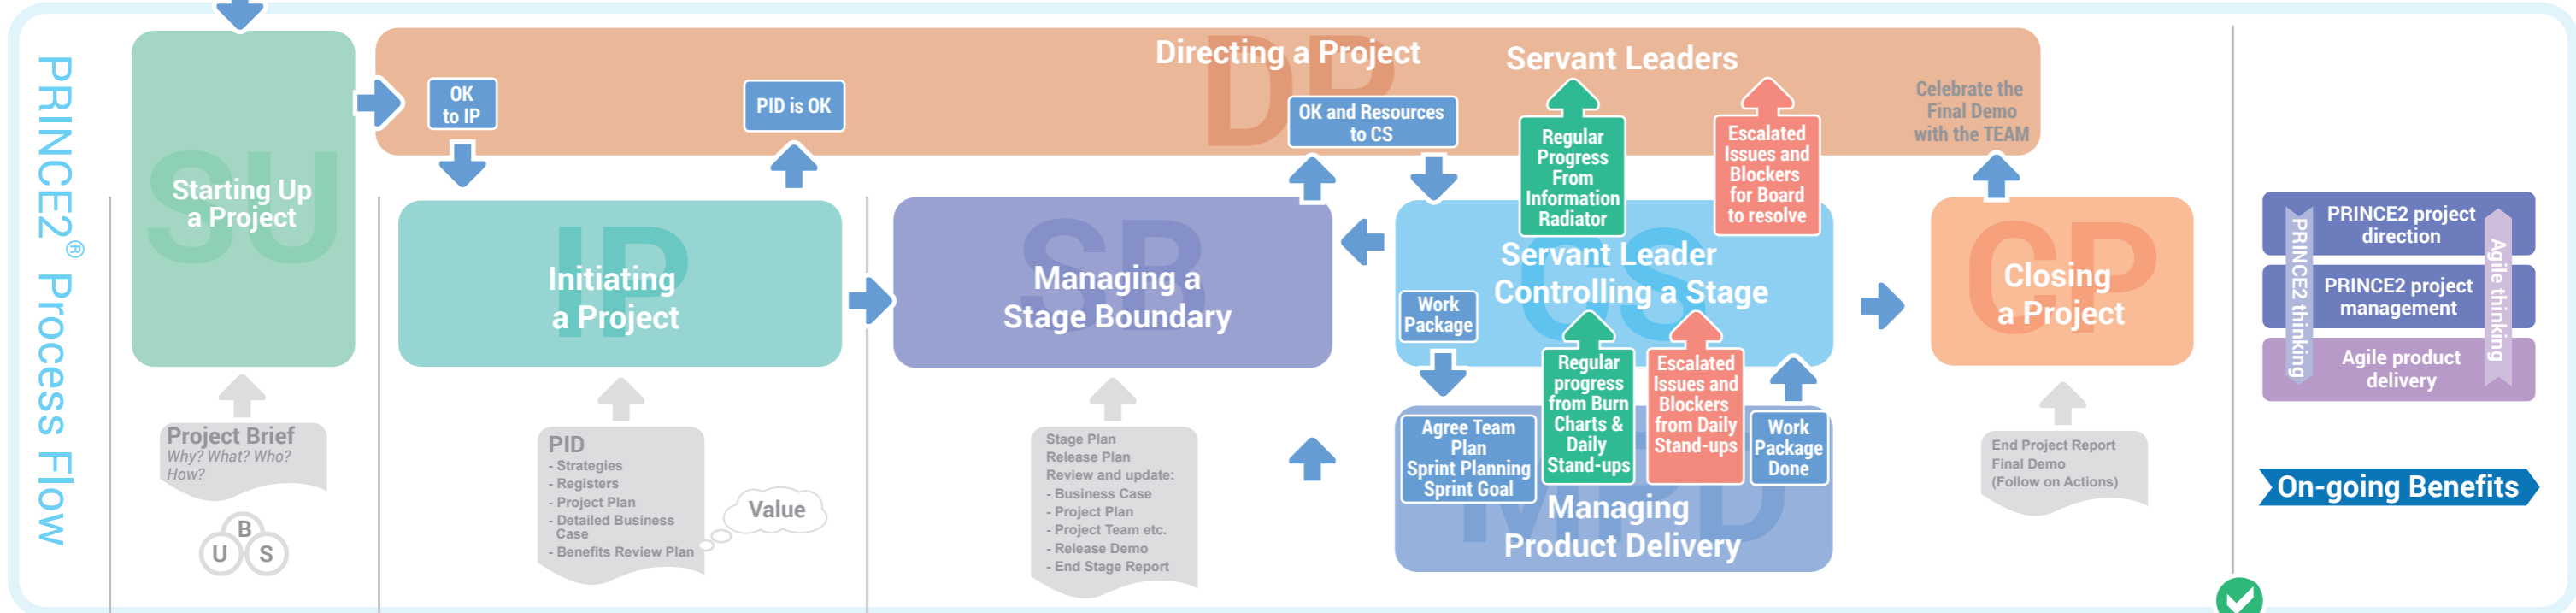 PRINCE2® Process Flow
SU
Starting Up
a Project
Project Brief
Why? What? Who?
How?
B
U S
DP
Directing a Project
Servant Leaders
OK
to IP
PID is OK
OK and Resources
to CS
Regular
Progress
From
Information
Radiator
Escalated
Issues and
Blockers
for Board
to resolve
Celebrate the
Final Demo
with the TEAM
IP
Initiating
a Project
PID
- Strategies
- Registers
- Project Plan
- Detailed Business
Case
- Benefits Review Plan
Value
SB
Managing a
Stage Boundary
Stage Plan
Release Plan
Review and update:
- Business Case
- Project Plan
- Project Team etc.
- Release Demo
- End Stage Report
CS
Servant Leader
Controlling a Stage
Work
Package
Agree Team
Plan
Sprint Planning
Sprint Goal
Regular
progress
from Burn
Charts &
Daily
Stand-ups
Escalated
Issues and
Blockers
from Daily
Stand-ups
Work
Package
Done
MPD
Managing
Product Delivery
CP
Closing
a Project
End Project Report
Final Demo
(Follow on Actions)
PRINCE2 project
direction
PRINCE2 project
management
Agile product
delivery
PRINCE2 thinking
Agile thinking
On-going Benefits